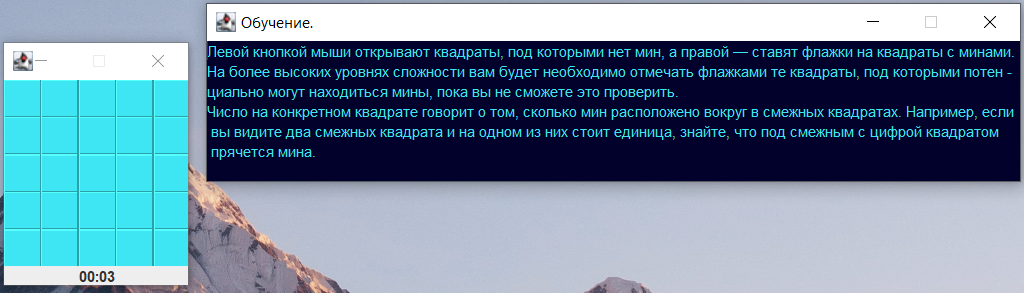 Обучение.
Левой кнопкой мыши открывают квадраты, под которыми нет мин, а правой — ставят флажки на квадраты с минами.
На более высоких уровнях сложности вам будет необходимо отмечать флажками те квадраты, под которыми потен -
циально могут находиться мины, пока вы не сможете это проверить.
Число на конкретном квадрате говорит о том, сколько мин расположено вокруг в смежных квадратах. Например, если
вы видите два смежных квадрата и на одном из них стоит единица, знайте, что под смежным с цифрой квадратом
прячется мина.
00:03